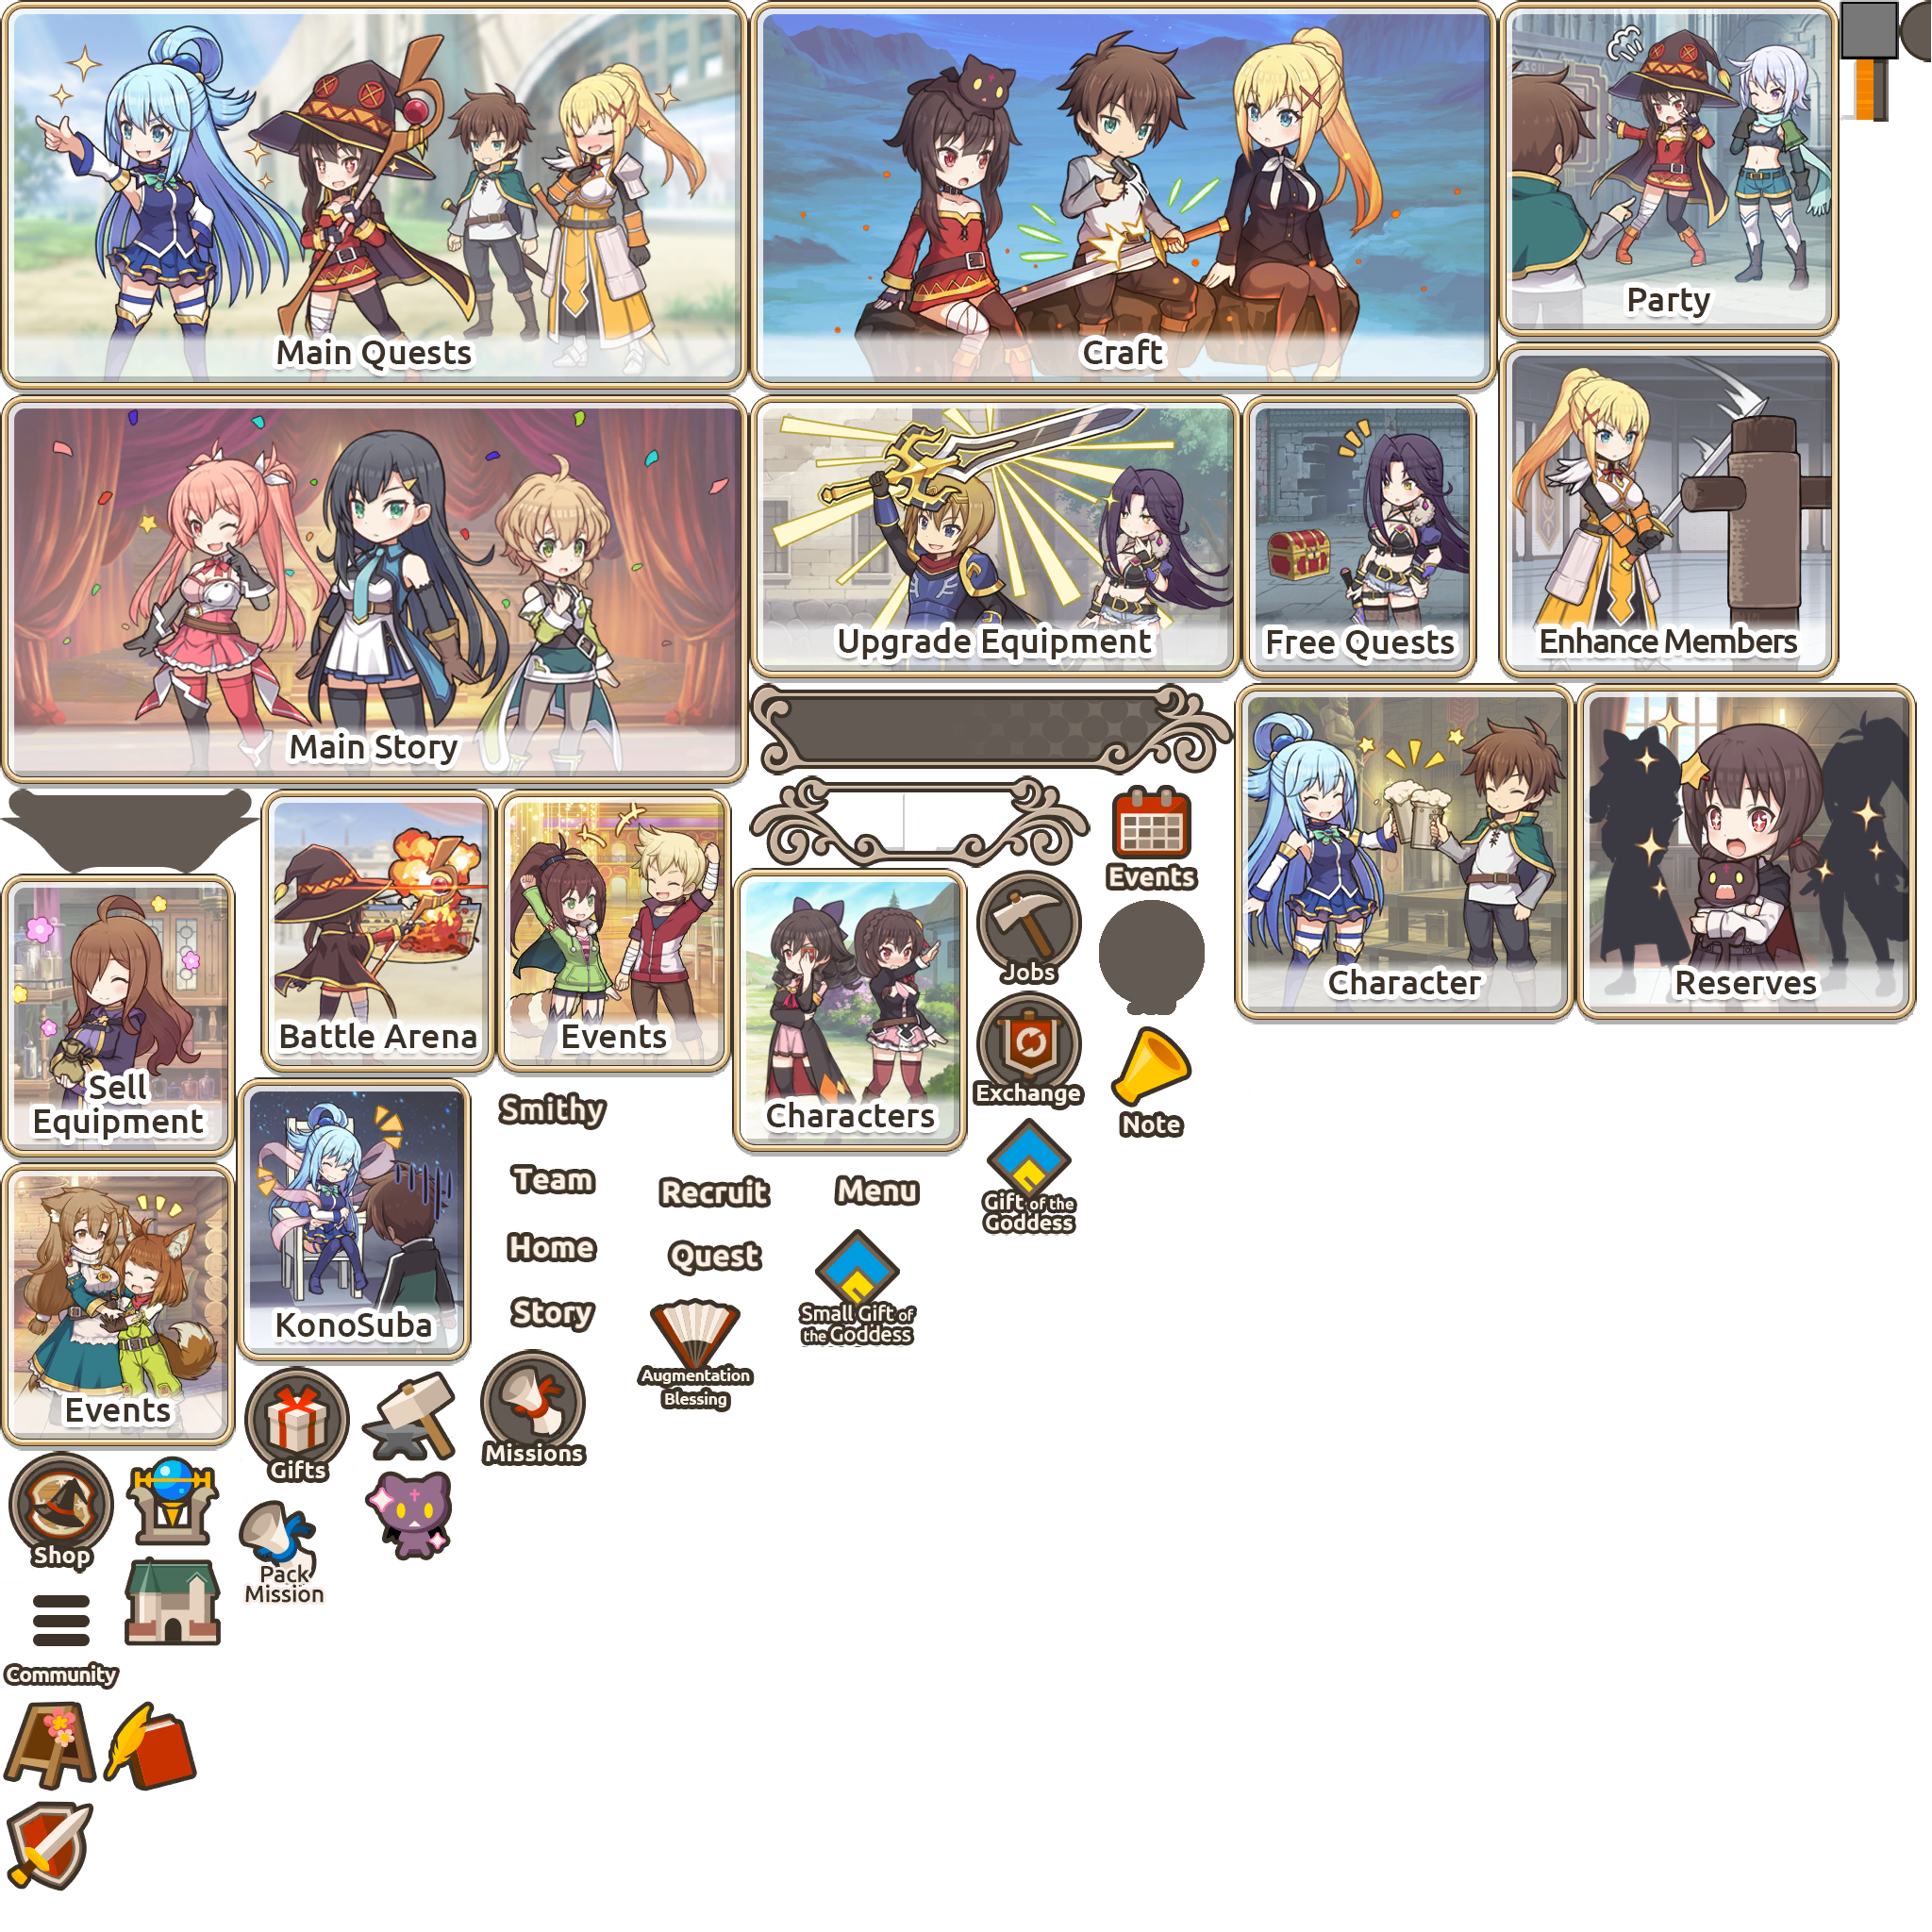 Main Quests
Craft
Party
Main Story
Upgrade Equipment
Free Quests
Enhance Members
Character
Reserves
Events
Battle Arena
Events
Characters
Jobs
Exchange
Note
Sell
Equipment
KonoSuba
Smithy
Team
Recruit
Menu
Gift of the
Goddess
Home
Quest
Story
Small Gift of
the Goddess
Augmentation
Blessing
Events
Gifts
Missions
Shop
Pack
Mission
Community